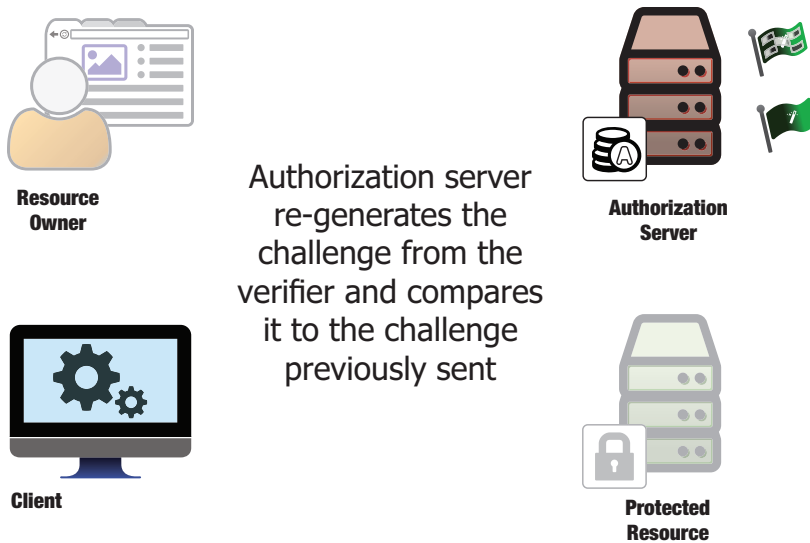 Resource
Owner
Authorization server
re-generates the
challenge from the
verifier and compares
it to the challenge
previously sent
A
Authorization
Server
Client
Protected
Resource